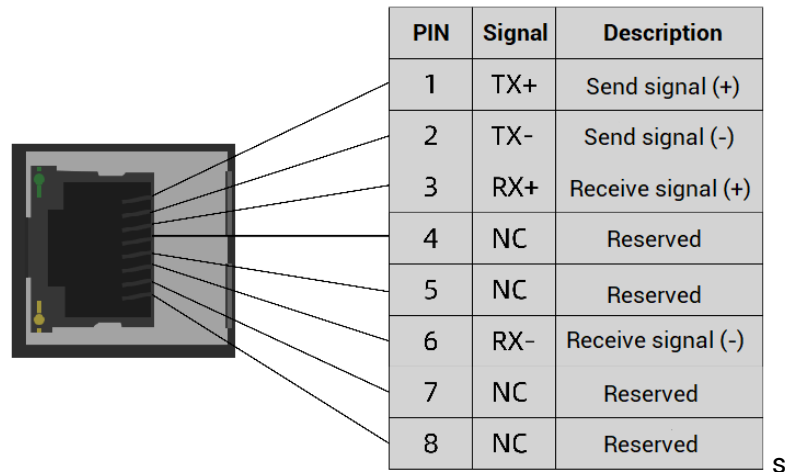 PIN Signal Description
1 TX+ Send signal (+)
2 TX- Send signal (-)
3 RX+ Receive signal (+)
4 NC Reserved
5 NC Reserved
6 RX- Receive signal (-)
7 NC Reserved
8 NC Reserved
s